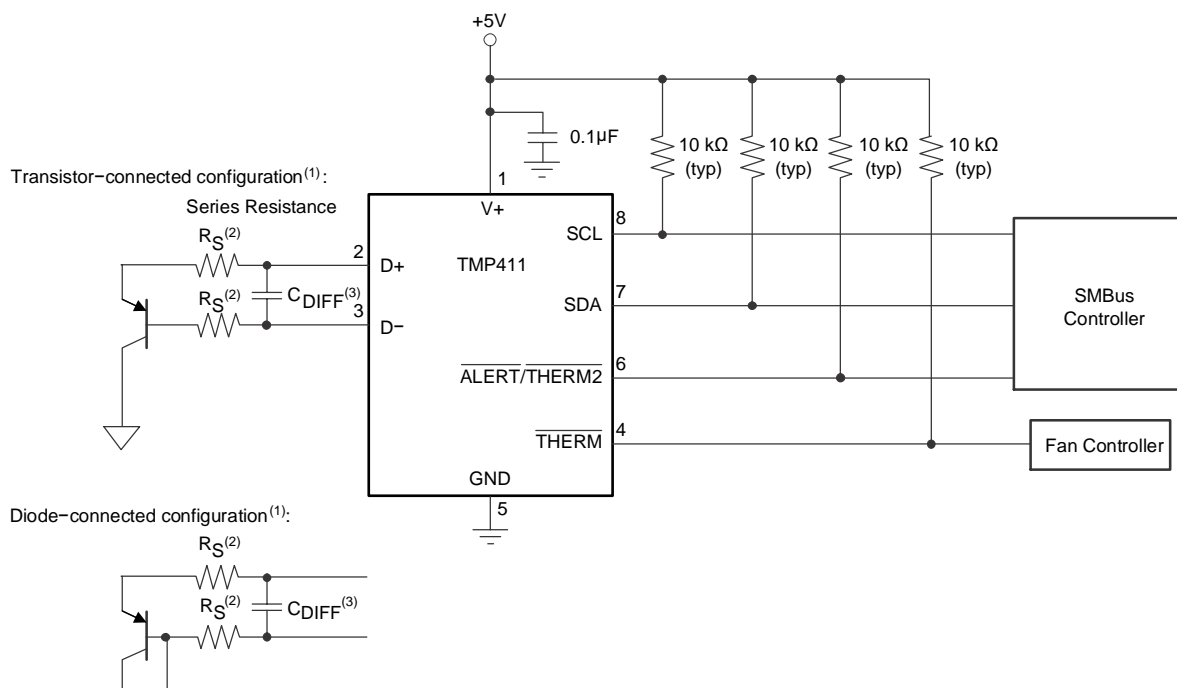 +5V
0.1μF
10 kΩ
(typ)
10 kΩ
(typ)
10 kΩ
(typ)
10 kΩ
(typ)
Transistor−connected configuration(1):
Series Resistance
RS(2)
RS(2)
CDIFF(3)
1
V+
2
D+
TMP411
3
D−
SCL
8
SDA
7
ALERT/THERM2
6
THERM
4
GND
5
SMBus
Controller
Fan Controller
Diode−connected configuration(1):
RS(2)
RS(2)
CDIFF(3)